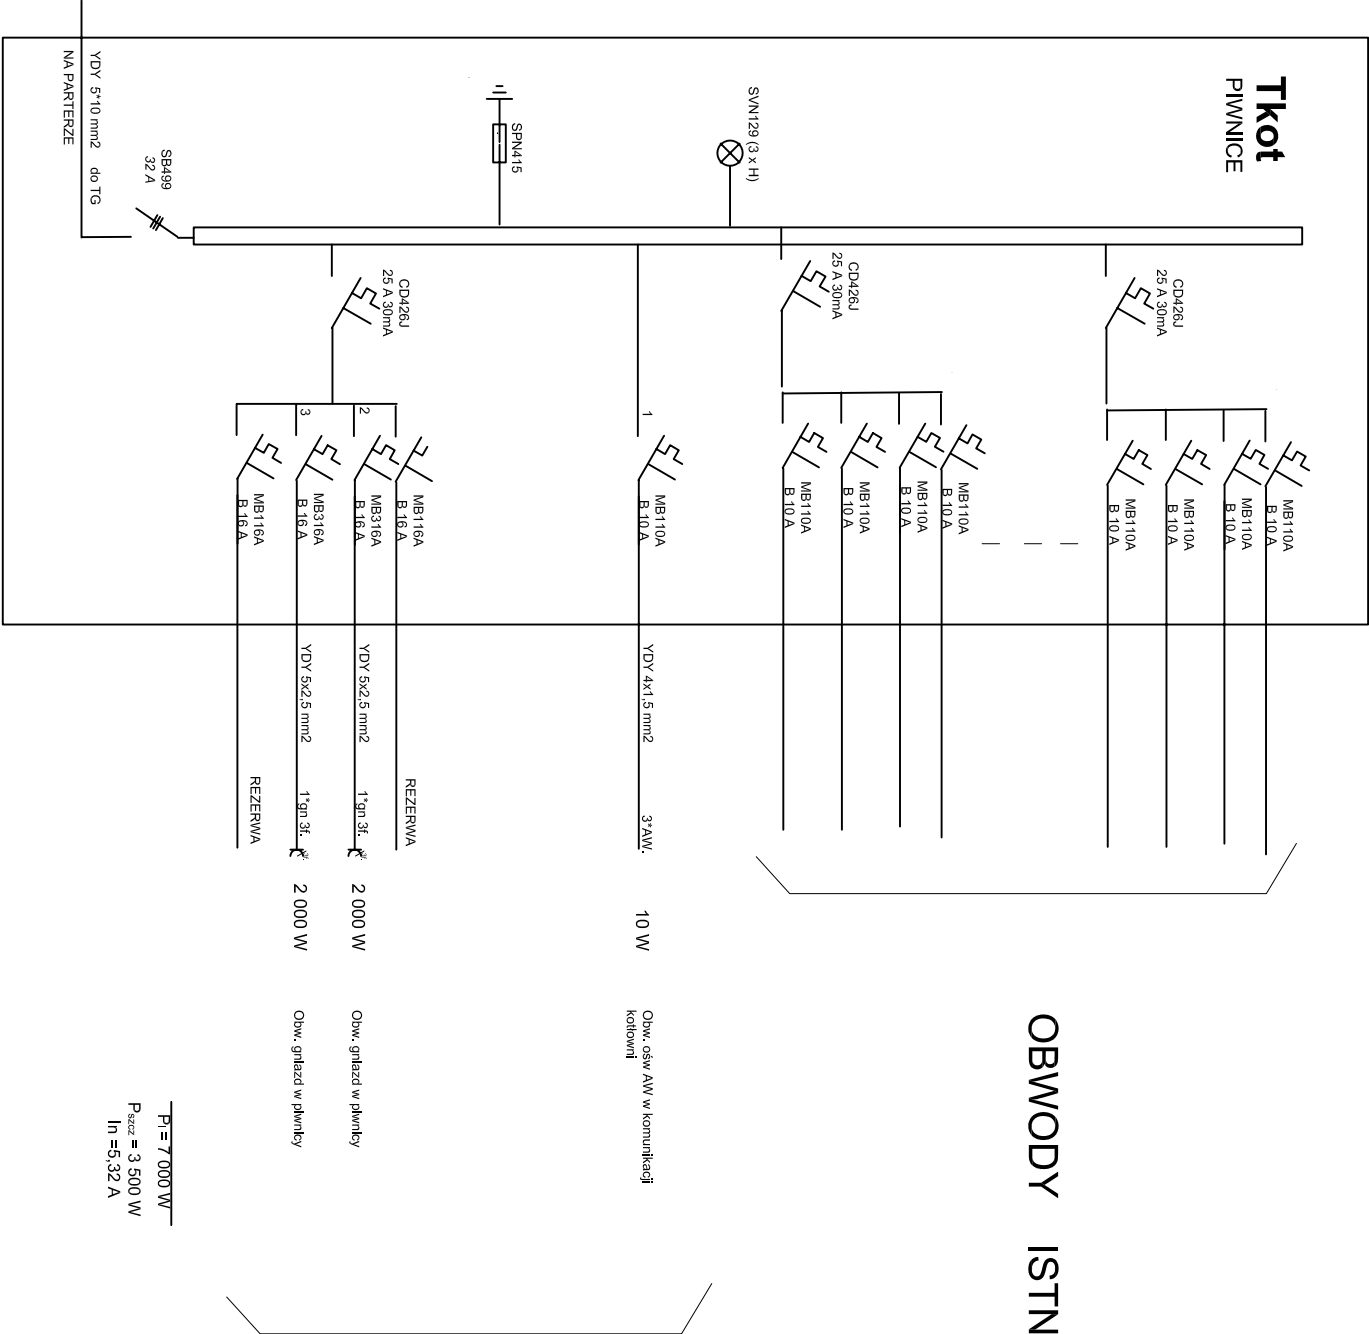 Tkot
PIWNICE
CD426J
25 A 30mA
MB110A
B 10 A
MB110A
B 10 A
MB110A
B 10 A
MB110A
B 10 A
OBWODY ISTN
SVN129 (3 x H)
CD426J
25 A 30mA
MB110A
B 10 A
MB110A
B 10 A
MB110A
B 10 A
MB110A
B 10 A
1
MB110A
B 10 A
YDY 4x1,5 mm2
3*AW.
10 W
Obw. ośw AW w komunikacji
kotłowni
SPN415
CD426J
25 A 30mA
MB116A
B 16 A
REZERWA
2
MB316A
B 16 A
YDY 5x2,5 mm2
1*gn 3f.
2 000 W
Obw. gniazd w piwnicy
3
MB316A
B 16 A
YDY 5x2,5 mm2
1*gn 3f.
2 000 W
Obw. gniazd w piwnicy
MB116A
B 16 A
REZERWA
SB499
32 A
Pi = 7 000 W
Pszcz = 3 500 W
In =5,32 A
YDY 5*10 mm2 do TG
NA PARTERZE